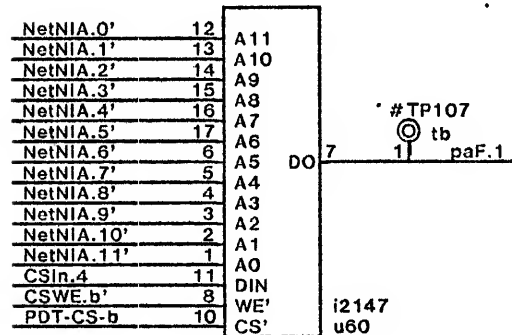 NetNIA.0' 12 A11
NetNIA.1' 13 A10
NetNIA.2' 14 A9
NetNIA.3' 15 A8
NetNIA.4' 16 A7
NetNIA.5' 17 A6
NetNIA.6' 6 A5
NetNIA.7' 5 A4
NetNIA.8' 4 A3
NetNIA.9' 3 A2
NetNIA.10' 2 A1
NetNIA.11' 1 A0
CSIn.4 11 DIN
CSWE.b' 8 WE'
PDT-CS-b 10 CS'
#TP107
tb
DO 7 1 paF.1
i2147
u60